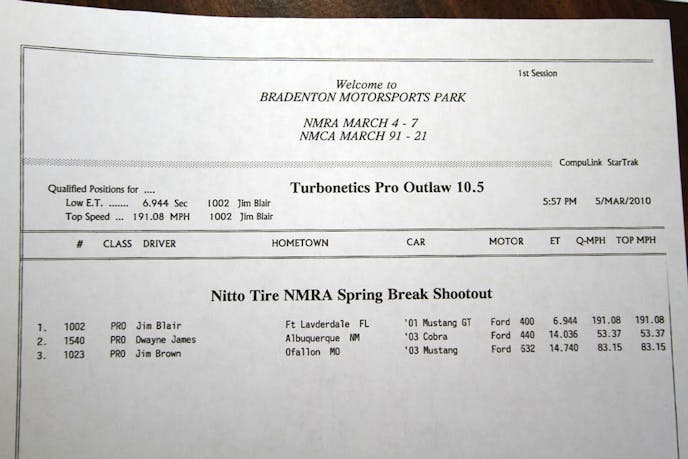 1st Session
Welcome to
BRADENTON MOTORSPORTS PARK
NMRA MARCH 4 - 7
NMCA MARCH 91 - 21
CompuLink StarTrak
Qualified Positions for .... Turbonetics Pro Outlaw 10.5
Low E.T. ....... 6.944 Sec 1002 Jim Blair 5:57 PM 5/MAR/2010
Top Speed ... 191.08 MPH 1002 Jim Blair
# CLASS DRIVER HOMETOWN CAR MOTOR ET Q-MPH TOP MPH
Nitto Tire NMRA Spring Break Shootout
1. 1002 PRO Jim Blair Ft Lavderdale FL '01 Mustang GT Ford 400 6.944 191.08 191.08
2. 1540 PRO Dwayne James Albuquerque NM '03 Cobra Ford 440 14.036 53.37 53.37
3. 1023 PRO Jim Brown Ofallon MO '03 Mustang Ford 632 14.740 83.15 83.15